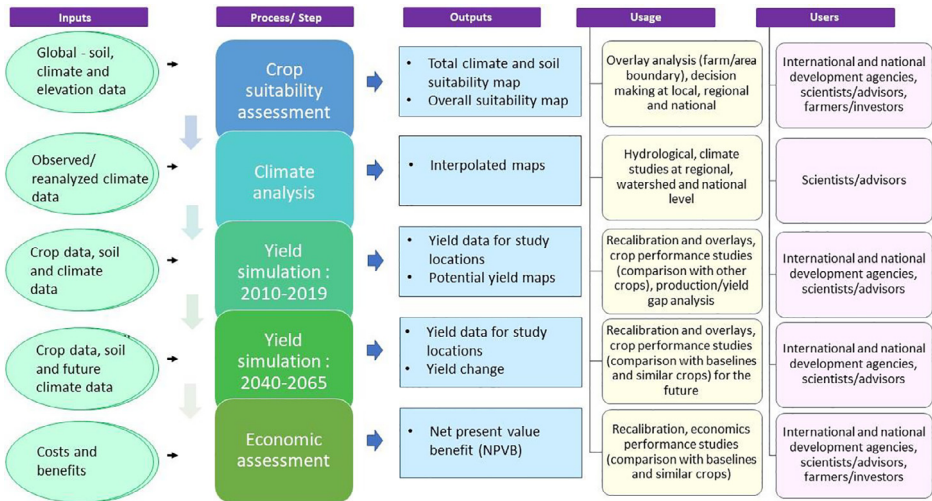 Inputs
Process/ Step
Outputs
Usage
Users
Global - soil,
climate and
elevation data
Crop
suitability
assessment
• Total climate and soil
suitability map
• Overall suitability map
Overlay analysis (farm/area
boundary), decision
making at local, regional
and national
International and national
development agencies,
scientists/advisors,
farmers/investors
Observed/
reanalyzed climate
data
Climate
analysis
• Interpolated maps
Hydrological, climate
studies at regional,
watershed and national
level
Scientists/advisors
Crop data, soil
and climate
data
Yield
simulation :
2010-2019
• Yield data for study
locations
• Potential yield maps
Recalibration and overlays,
crop performance studies
(comparison with other
crops), production/yield
gap analysis
International and national
development agencies,
scientists/advisors
Crop data, soil
and future
climate data
Yield
simulation :
2040-2065
• Yield data for study
locations
• Yield change
Recalibration and overlays,
crop performance studies
(comparison with baselines
and similar crops) for the
future
International and national
development agencies,
scientists/advisors
Costs and
benefits
Economic
assessment
• Net present value
benefit (NPVB)
Recalibration, economics
performance studies
(comparison with baselines
and similar crops)
International and national
development agencies,
scientists/advisors,
farmers/investors